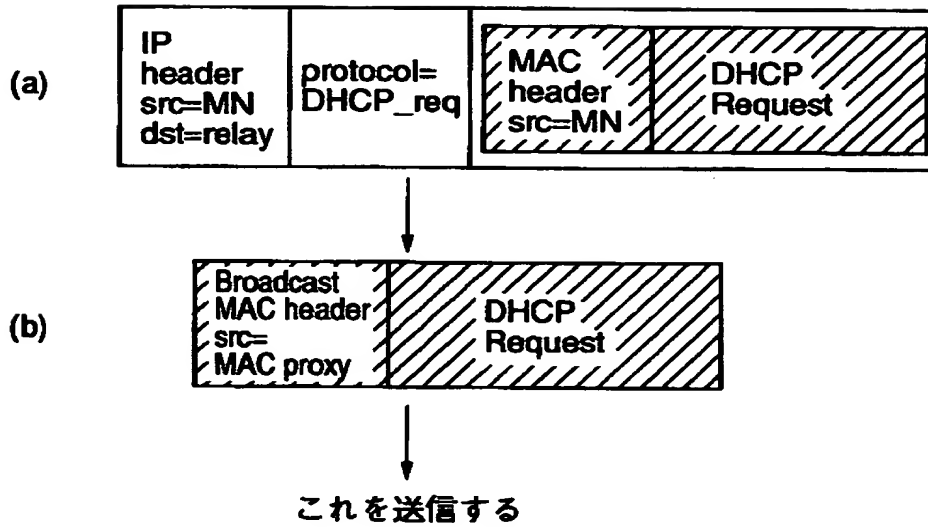 (a)
IP
header
src=MN
dst=relay
protocol=
DHCP_req
MAC
header
src=MN
DHCP
Request
(b)
Broadcast
MAC header
src=
MAC proxy
DHCP
Request
これを送信する